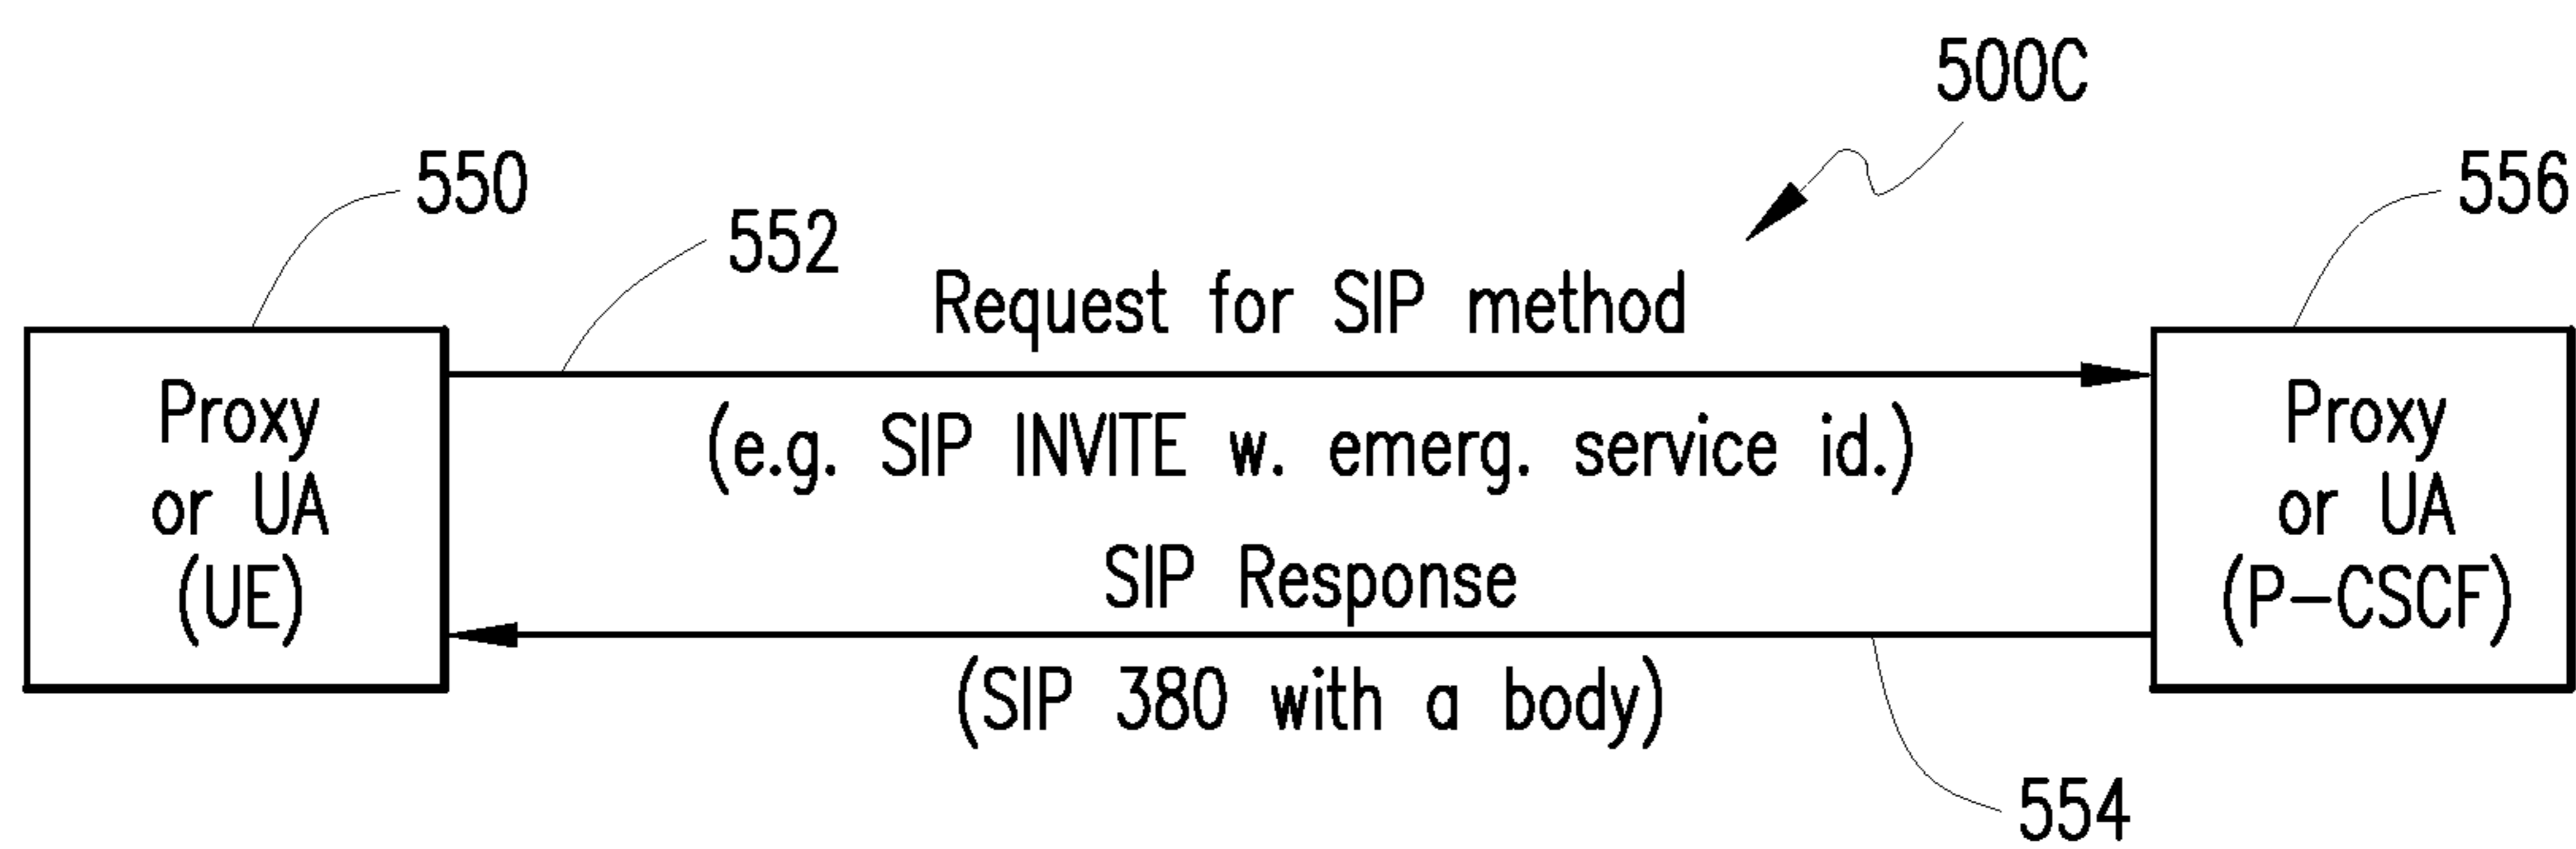 500C
550
556
552
Request for SIP method
(e.g. SIP INVITE w. emerg. service id.)
Proxy
or UA
(UE)
Proxy
or UA
(P-CSCF)
SIP Response
(SIP 380 with a body)
554